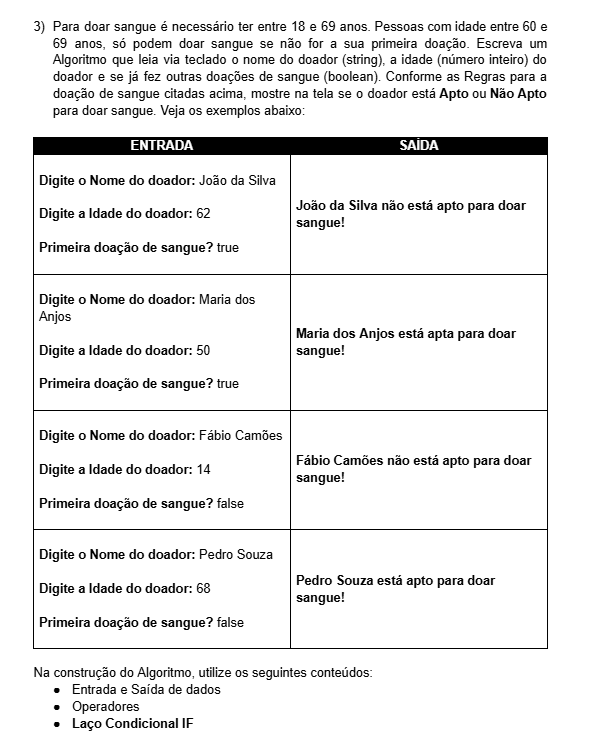 3) Para doar sangue é necessário ter entre 18 e 69 anos. Pessoas com idade entre 60 e
69 anos, só podem doar sangue se não for a sua primeira doação. Escreva um
Algoritmo que leia via teclado o nome do doador (string), a idade (número inteiro) do
doador e se já fez outras doações de sangue (boolean). Conforme as Regras para a
doação de sangue citadas acima, mostre na tela se o doador está Apto ou Não Apto
para doar sangue. Veja os exemplos abaixo:
ENTRADA
SAÍDA
Digite o Nome do doador: João da Silva
Digite a Idade do doador: 62
Primeira doação de sangue? true
João da Silva não está apto para doar
sangue!
Digite o Nome do doador: Maria dos
Anjos
Digite a Idade do doador: 50
Primeira doação de sangue? true
Maria dos Anjos está apta para doar
sangue!
Digite o Nome do doador: Fábio Camões
Digite a Idade do doador: 14
Primeira doação de sangue? false
Fábio Camões não está apto para doar
sangue!
Digite o Nome do doador: Pedro Souza
Digite a Idade do doador: 68
Primeira doação de sangue? false
Pedro Souza está apto para doar
sangue!
Na construção do Algoritmo, utilize os seguintes conteúdos:
● Entrada e Saída de dados
● Operadores
● Laço Condicional IF